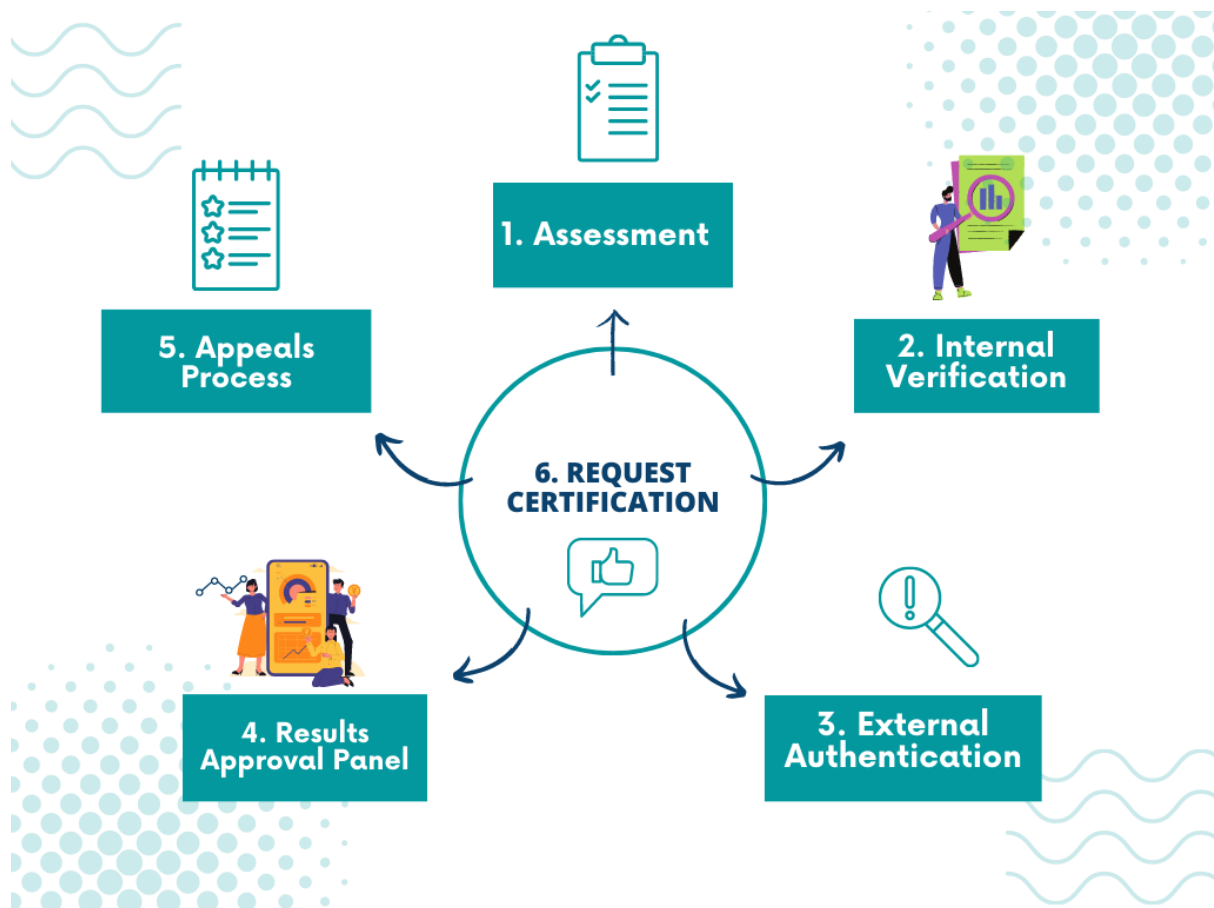 1. Assessment
2. Internal
Verification
3. External
Authentication
4. Results
Approval Panel
5. Appeals
Process
6. REQUEST
CERTIFICATION